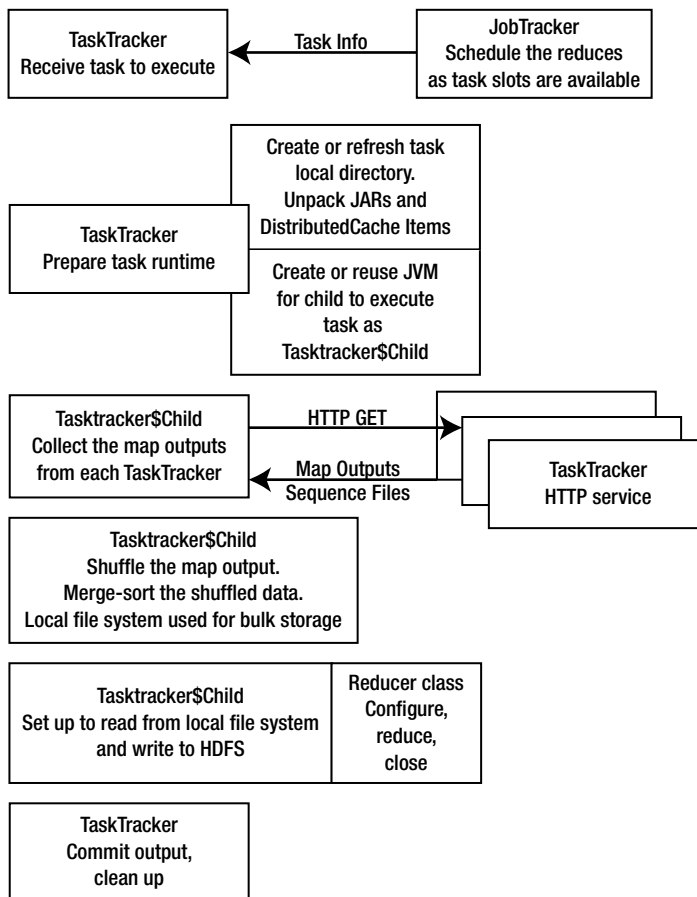 TaskTracker
Receive task to execute
Task Info
JobTracker
Schedule the reduces
as task slots are available
TaskTracker
Prepare task runtime
Create or refresh task
local directory.
Unpack JARs and
DistributedCache Items
Create or reuse JVM
for child to execute
task as
Tasktracker$Child
Tasktracker$Child
Collect the map outputs
from each TaskTracker
HTTP GET
Map Outputs
Sequence Files
TaskTracker
HTTP service
Tasktracker$Child
Shuffle the map output.
Merge-sort the shuffled data.
Local file system used for bulk storage
Tasktracker$Child
Set up to read from local file system
and write to HDFS
Reducer class
Configure,
reduce,
close
TaskTracker
Commit output,
clean up